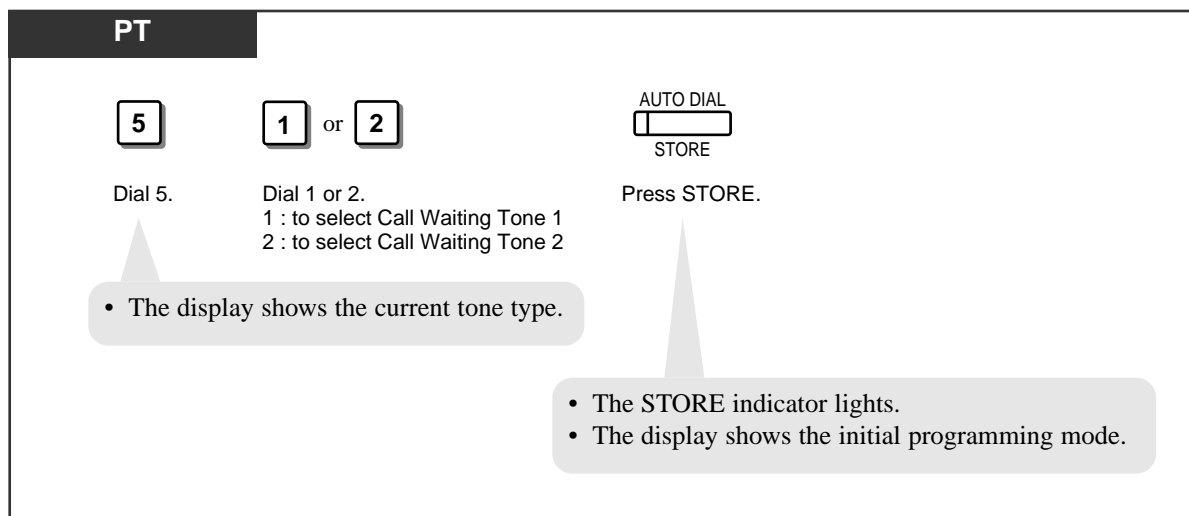 PT
5 1 or 2 AUTO DIAL
STORE
Dial 5. Dial 1 or 2. Press STORE.
1 : to select Call Waiting Tone 1
2 : to select Call Waiting Tone 2
• The display shows the current tone type.
• The STORE indicator lights.
• The display shows the initial programming mode.